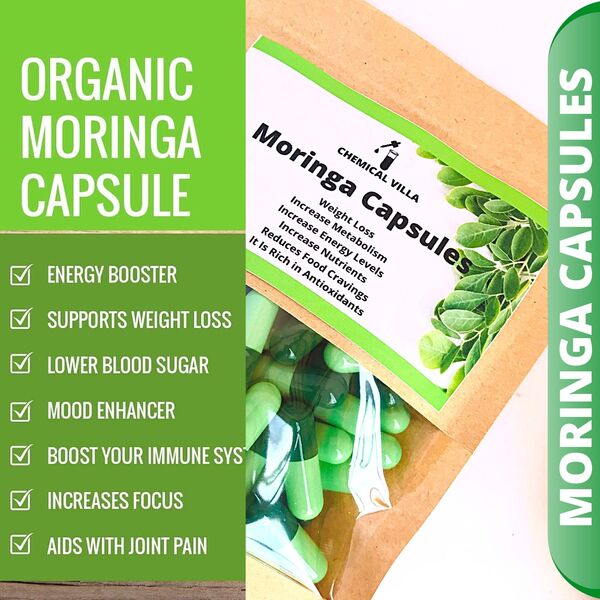 ORGANIC
MORINGA
CAPSULE
ENERGY BOOSTER
SUPPORTS WEIGHT LOSS
LOWER BLOOD SUGAR
MOOD ENHANCER
BOOST YOUR IMMUNE SYS
INCREASES FOCUS
AIDS WITH JOINT PAIN
CHEMICAL VILLA
Moringa Capsules
Weight Loss
Increase Metabolism
Increase Energy Levels
Increase Nutrients
Reduces Food Cravings
It Is Rich in Antioxidants
MORINGA CAPSULES